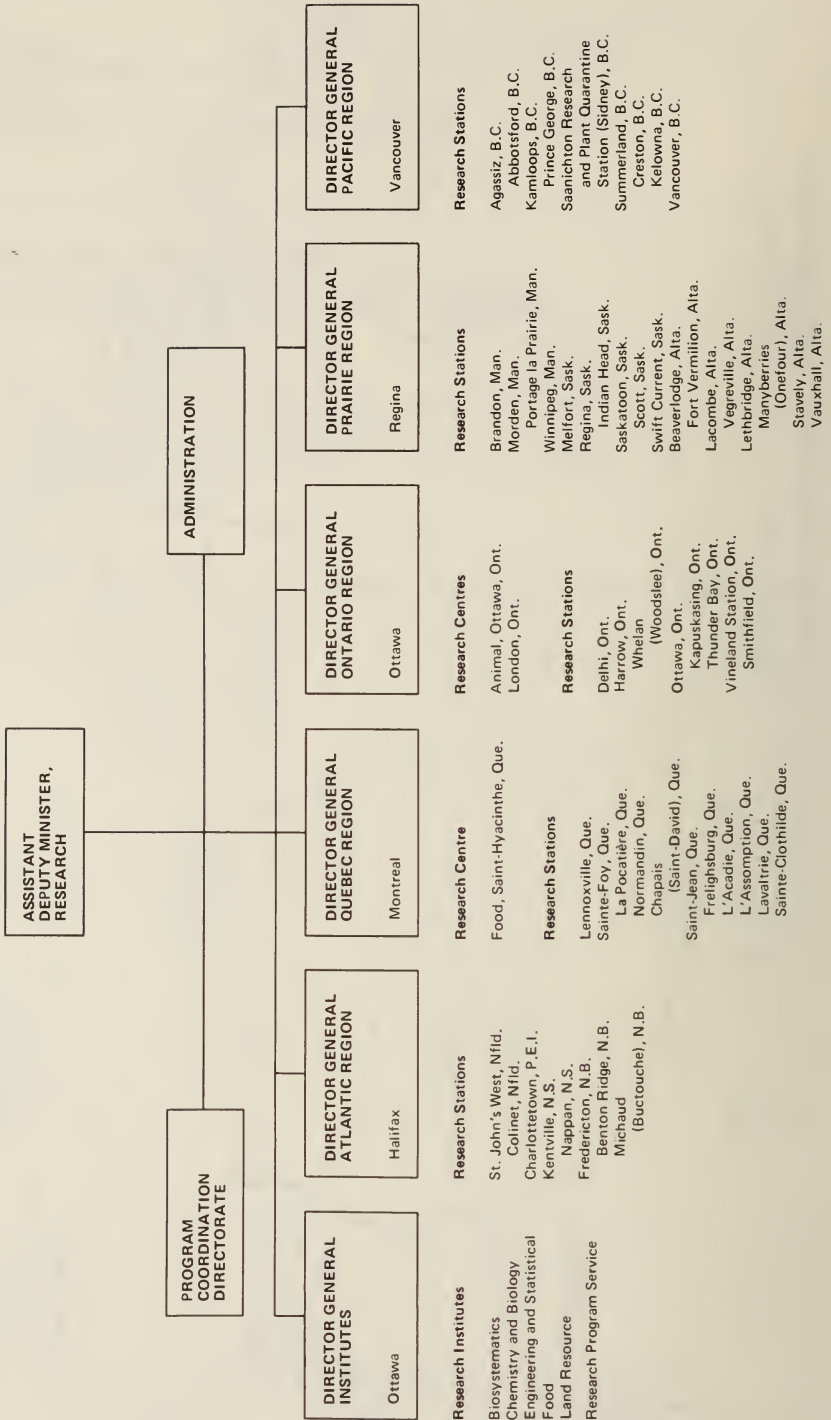 ASSISTANT
DEPUTY MINISTER,
RESEARCH
PROGRAM
COORDINATION
DIRECTORATE
ADMINISTRATION
DIRECTOR GENERAL
INSTITUTES
Ottawa
Research Institutes
Biosystematics
Chemistry and Biology
Engineering and Statistical
Food
Land Resource
Research Program Service
DIRECTOR GENERAL
ATLANTIC REGION
Halifax
Research Stations
St. John's West, Nfld.
Colinet, Nfld.
Charlottetown, P.E.I.
Kentville, N.S.
Nappan, N.S.
Fredericton, N.B.
Benton Ridge, N.B.
Michaud
(Buctouche), N.B.
DIRECTOR GENERAL
QUEBEC REGION
Montreal
Research Centre
Food, Saint-Hyacinthe, Que.
Research Stations
Lennoxville, Que.
Sainte-Foy, Que.
La Pocatière, Que.
Normandin, Que.
Chapais
(Saint-David), Que.
Saint-Jean, Que.
Frelighsburg, Que.
L'Acadie, Que.
L'Assomption, Que.
Lavaltrie, Que.
Sainte-Clothilde, Que.
DIRECTOR GENERAL
ONTARIO REGION
Ottawa
Research Centres
Animal, Ottawa, Ont.
London, Ont.
Research Stations
Delhi, Ont.
Harrow, Ont.
Whelan
(Woodslee), Ont.
Ottawa, Ont.
Kapuskasing, Ont.
Thunder Bay, Ont.
Vineland Station, Ont.
Smithfield, Ont.
DIRECTOR GENERAL
PRAIRIE REGION
Regina
Research Stations
Brandon, Man.
Morden, Man.
Portage la Prairie, Man.
Winnipeg, Man.
Melfort, Sask.
Regina, Sask.
Indian Head, Sask.
Saskatoon, Sask.
Scott, Sask.
Swift Current, Sask.
Beaverlodge, Alta.
Fort Vermilion, Alta.
Lacombe, Alta.
Vegreville, Alta.
Lethbridge, Alta.
Manyberries
(Onefour), Alta.
Stavely, Alta.
Vauxhall, Alta.
DIRECTOR GENERAL
PACIFIC REGION
Vancouver
Research Stations
Agassiz, B.C.
Abbotsford, B.C.
Kamloops, B.C.
Prince George, B.C.
Saanichton Research
and Plant Quarantine
Station (Sidney), B.C.
Summerland, B.C.
Creston, B.C.
Kelowna, B.C.
Vancouver, B.C.